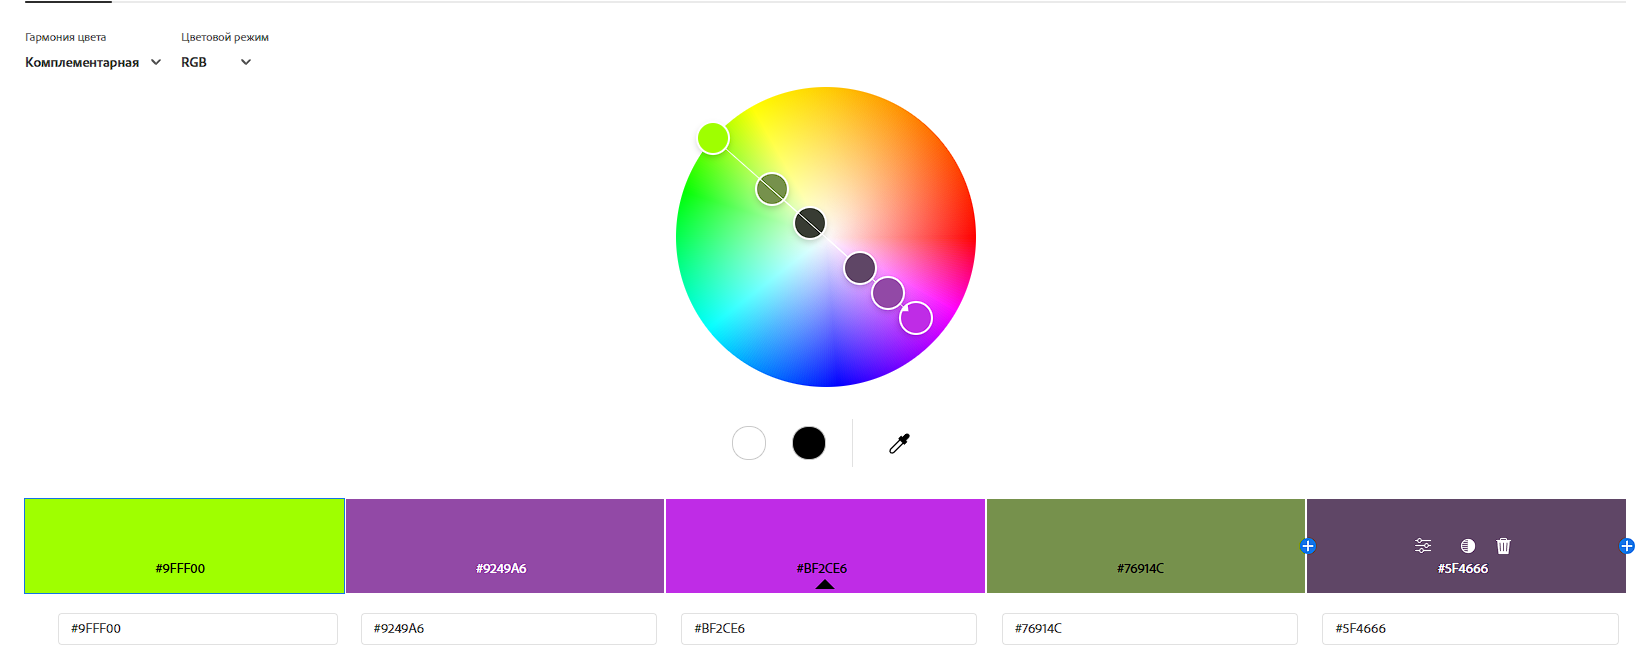 Гармония цвета
Цветовой режим
Комплементарная
RGB
#9FFF00
#9249A6
#BF2CE6
#76914C
#5F4666
#9FFF00
#9249A6
#BF2CE6
#76914C
#5F4666